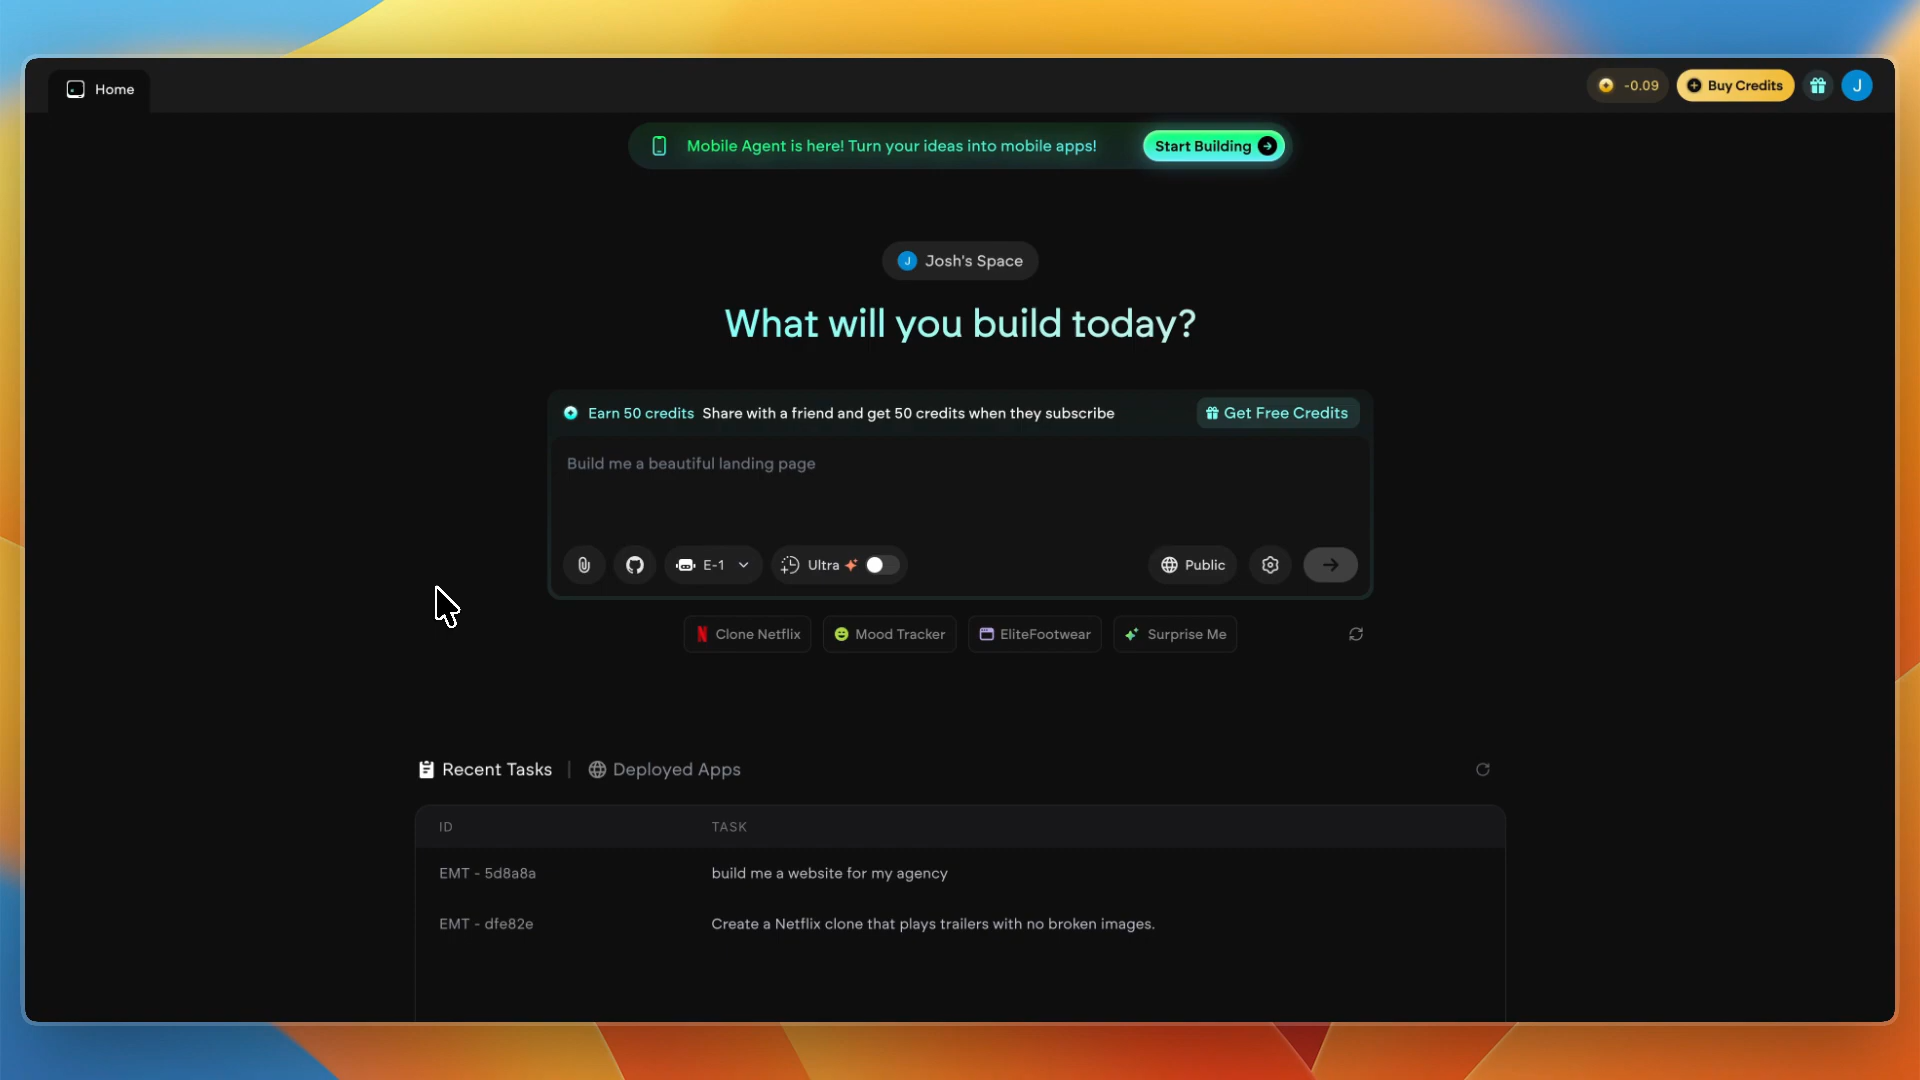 Home
-0.09
Buy Credits
J
Mobile Agent is here! Turn your ideas into mobile apps!
Start Building
J Josh's Space
What will you build today?
Earn 50 credits Share with a friend and get 50 credits when they subscribe
Get Free Credits
Build me a beautiful landing page
E-1
Ultra
Public
Clone Netflix
Mood Tracker
EliteFootwear
Surprise Me
Recent Tasks
Deployed Apps
ID TASK
EMT - 5d8a8a build me a website for my agency
EMT - dfe82e Create a Netflix clone that plays trailers with no broken images.